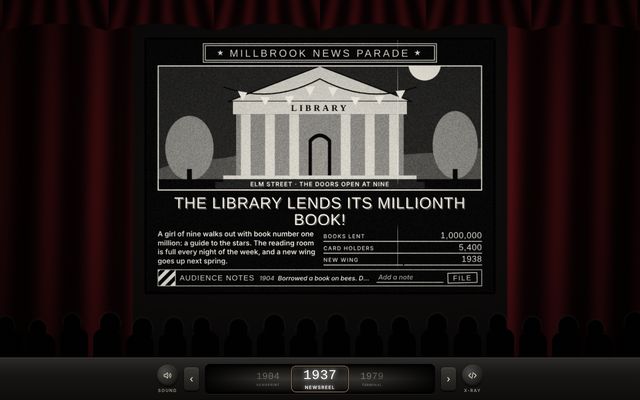 ★ MILLBROOK NEWS PARADE ★
LIBRARY
ELM STREET · THE DOORS OPEN AT NINE
THE LIBRARY LENDS ITS MILLIONTH
BOOK!
A girl of nine walks out with book number one
million: a guide to the stars. The reading room
is full every night of the week, and a new wing
goes up next spring.
BOOKS LENT 1,000,000
CARD HOLDERS 5,400
NEW WING 1938
AUDIENCE NOTES 1904 Borrowed a book on bees. D... Add a note FILE
SOUND ‹ 1904 1937 1979 › X-RAY
NEWSPRINT NEWSREEL TERMINAL